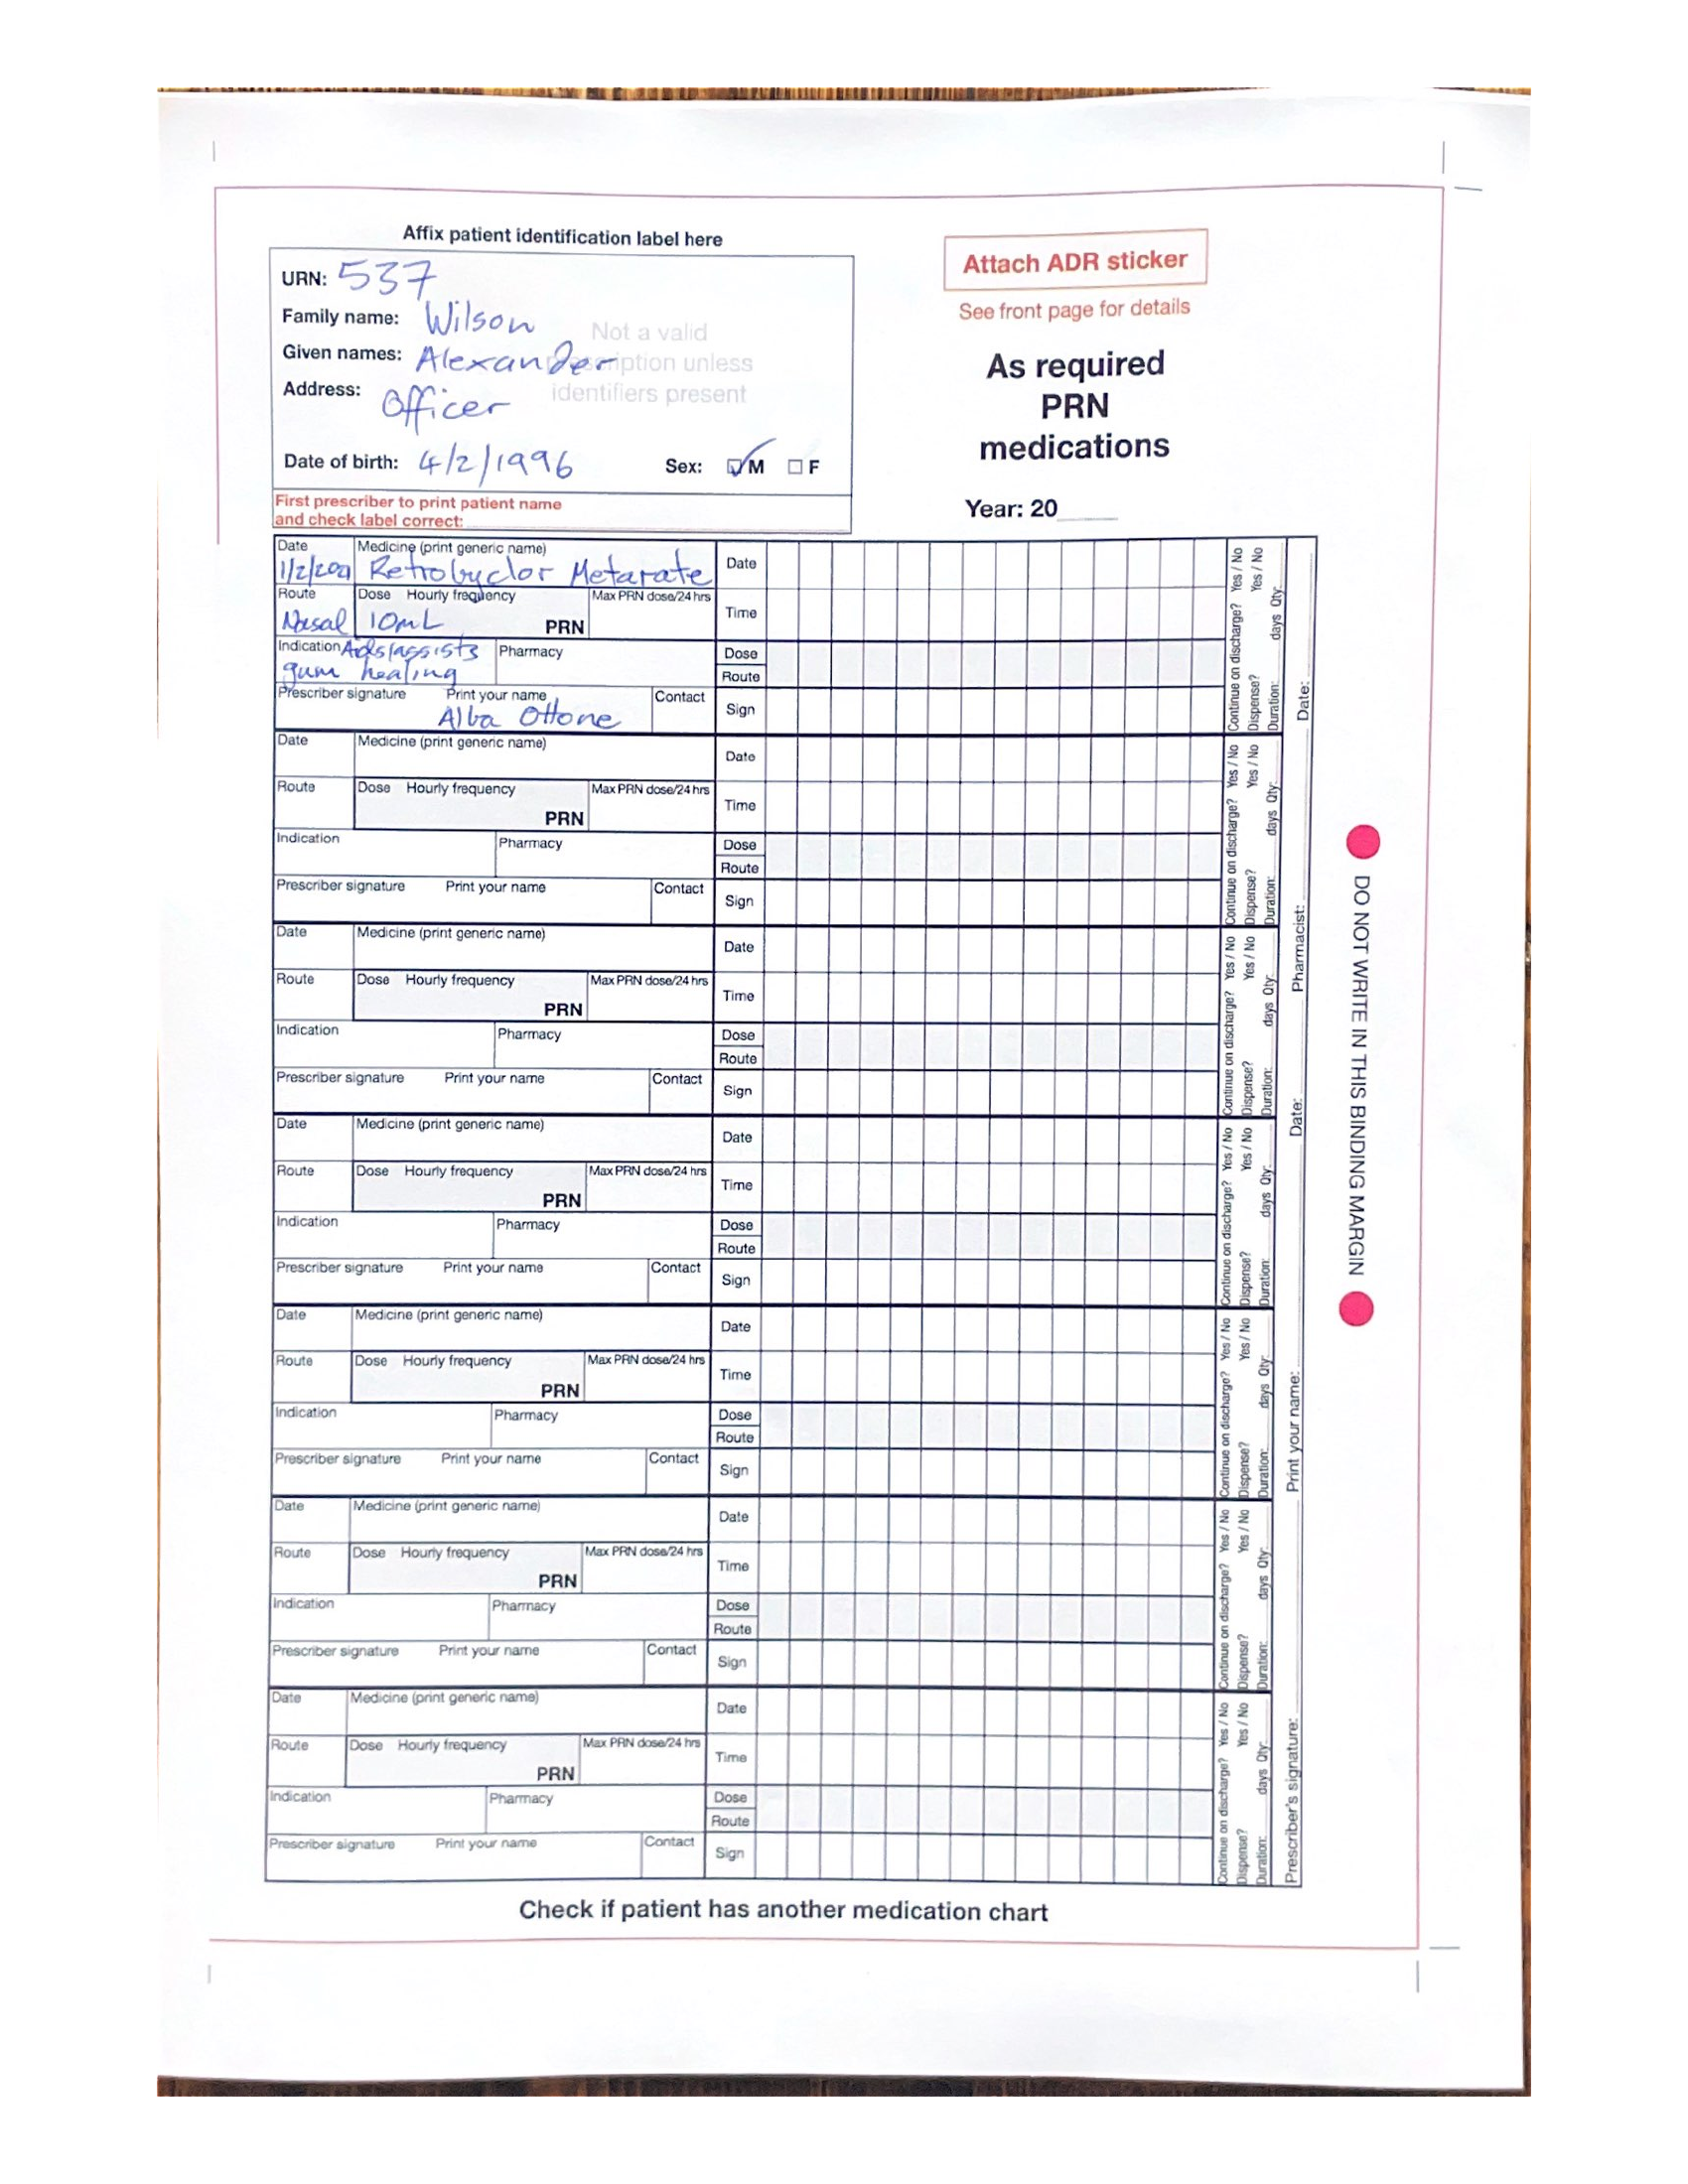 Affix patient identification label here
URN: 537
Family name: Wilson
Given names: Alexander
Address: Officer
Not a valid
prescription unless
identifiers present
Date of birth: 4/2/1996 Sex: M F
First prescriber to print patient name
and check label correct:
Attach ADR sticker
See front page for details
As required
PRN
medications
Year: 20
Date Medicine (print generic name) Date
1/2/2021 Retrobyclor Metarate
Route Dose Hourly frequency Max PRN dose/24 hrs Time
Nasal 10mL PRN
Indication Aids/assists Pharmacy Dose
gum healing Route
Prescriber signature Print your name Contact Sign
Alba Ottone
Continue on discharge? Yes / No
Dispense? Yes / No
Duration: days Qty:
Date Medicine (print generic name) Date
Route Dose Hourly frequency Max PRN dose/24 hrs Time
PRN
Indication Pharmacy Dose
Route
Prescriber signature Print your name Contact Sign
Continue on discharge? Yes / No
Dispense? Yes / No
Duration: days Qty:
Date Medicine (print generic name) Date
Route Dose Hourly frequency Max PRN dose/24 hrs Time
PRN
Indication Pharmacy Dose
Route
Prescriber signature Print your name Contact Sign
Continue on discharge? Yes / No
Dispense? Yes / No
Duration: days Qty:
Date Medicine (print generic name) Date
Route Dose Hourly frequency Max PRN dose/24 hrs Time
PRN
Indication Pharmacy Dose
Route
Prescriber signature Print your name Contact Sign
Continue on discharge? Yes / No
Dispense? Yes / No
Duration: days Qty:
Date Medicine (print generic name) Date
Route Dose Hourly frequency Max PRN dose/24 hrs Time
PRN
Indication Pharmacy Dose
Route
Prescriber signature Print your name Contact Sign
Continue on discharge? Yes / No
Dispense? Yes / No
Duration: days Qty:
Date Medicine (print generic name) Date
Route Dose Hourly frequency Max PRN dose/24 hrs Time
PRN
Indication Pharmacy Dose
Route
Prescriber signature Print your name Contact Sign
Continue on discharge? Yes / No
Dispense? Yes / No
Duration: days Qty:
Date Medicine (print generic name) Date
Route Dose Hourly frequency Max PRN dose/24 hrs Time
PRN
Indication Pharmacy Dose
Route
Prescriber signature Print your name Contact Sign
Continue on discharge? Yes / No
Dispense? Yes / No
Duration: days Qty:
Prescriber's signature: Print your name: Date: Pharmacist: Date:
DO NOT WRITE IN THIS BINDING MARGIN
Check if patient has another medication chart